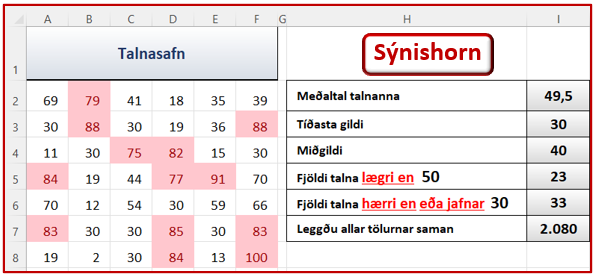 A B C D E F G H I
1 Talnasafn Sýnishorn
2 69 79 41 18 35 39 Meðaltal talnanna 49,5
3 30 88 30 19 36 88 Tíðasta gildi 30
4 11 30 75 82 15 30 Miðgildi 40
5 84 19 44 77 91 70 Fjöldi talna lægri en 50 23
6 70 12 54 30 59 66 Fjöldi talna hærri en eða jafnar 30 33
7 83 30 30 85 30 83 Leggðu allar tölurnar saman 2.080
8 19 2 30 84 13 100